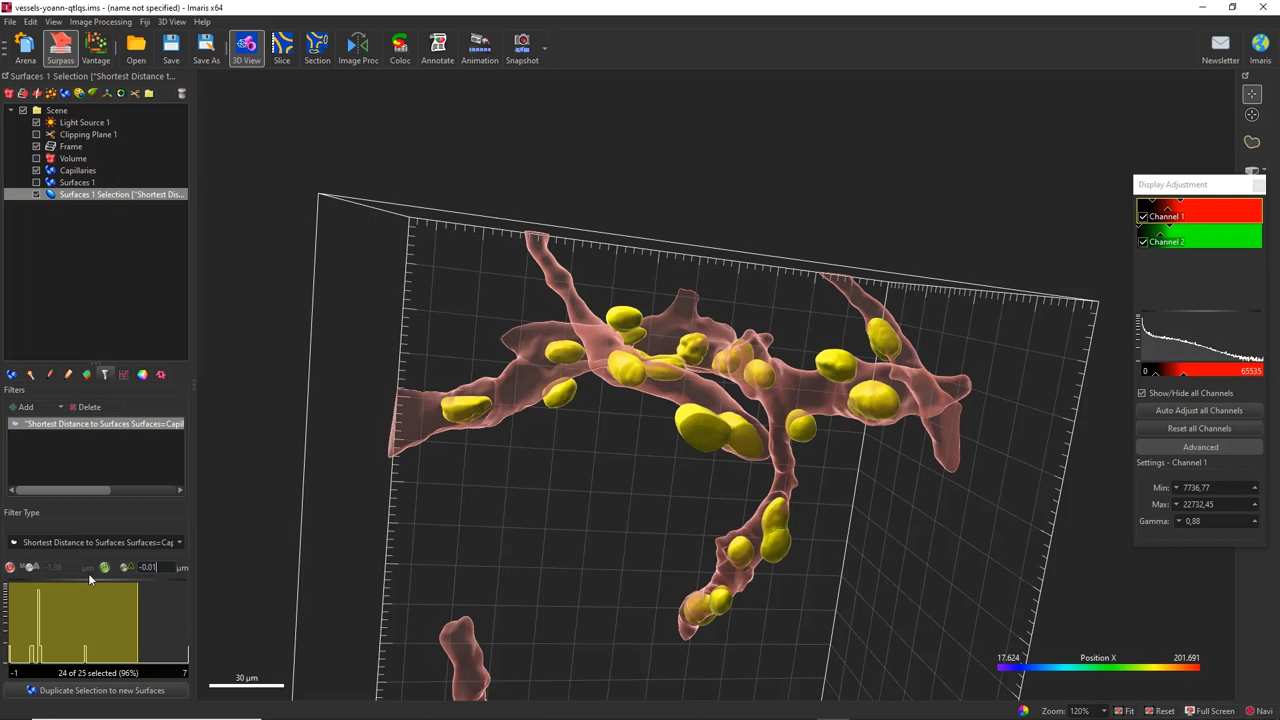 vessels-yoann-qtlqs.ims - (name not specified) - Imaris x64
File Edit View Image Processing Fiji 3D View Help
Arena Surpass Vantage Open Save Save As 3D View Slice Section Image Proc Coloc Annotate Animation Snapshot Newsletter Imaris
Surfaces 1 Selection ["Shortest Distance t...
Scene
Light Source 1
Clipping Plane 1
Frame
Volume
Capillaries
Surfaces 1
Surfaces 1 Selection ["Shortest Dis...
Filters
Add Delete
"Shortest Distance to Surfaces Surfaces=Capil
Filter Type
Shortest Distance to Surfaces Surfaces=Cap
-1.38 µm -0.01 µm
-1 24 of 25 selected (96%) 7
Duplicate Selection to new Surfaces
30 µm
Position X
17.624 201.691
Display Adjustment
Channel 1
Channel 2
0 65535
Show/Hide all Channels
Auto Adjust all Channels
Reset all Channels
Advanced
Settings - Channel 1
Min: 7736,77
Max: 22732,45
Gamma: 0,88
Zoom: 120% Fit Reset Full Screen Navi